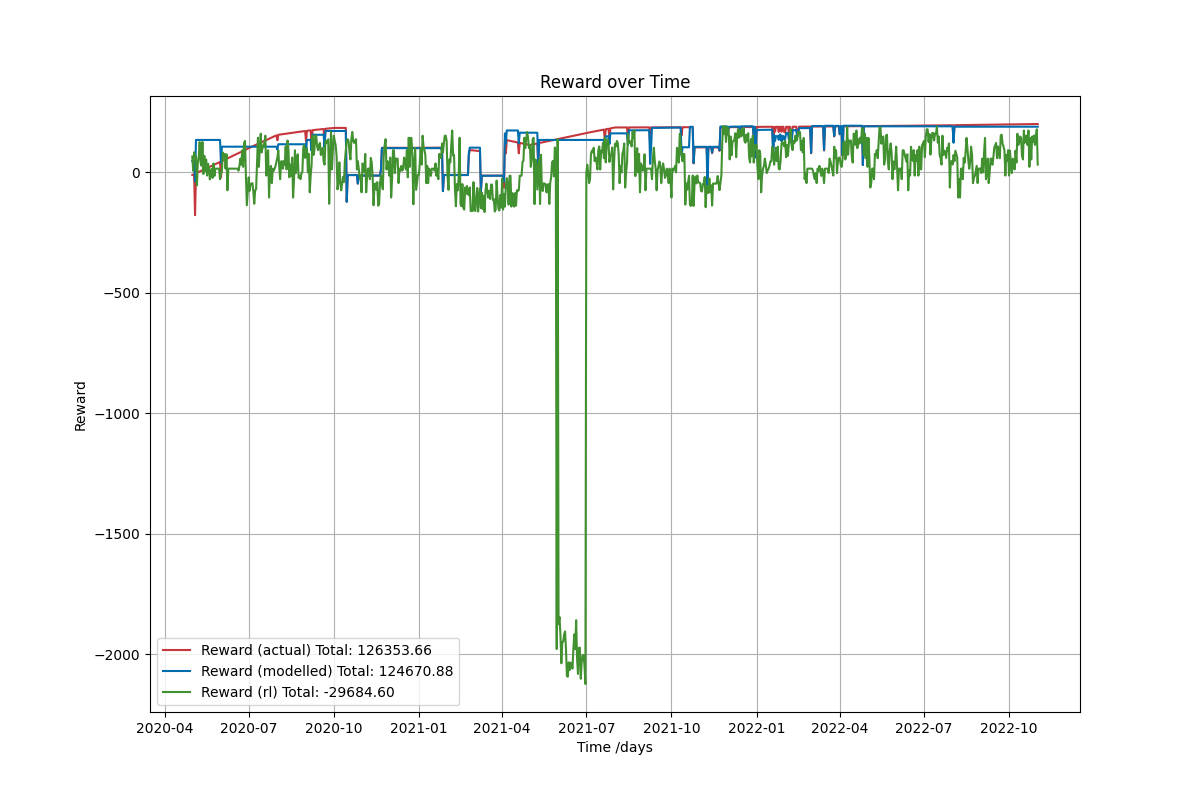 Reward over Time
0
−500
−1000
−1500
−2000
Reward
Reward (actual) Total: 126353.66
Reward (modelled) Total: 124670.88
Reward (rl) Total: -29684.60
2020-04 2020-07 2020-10 2021-01 2021-04 2021-07 2021-10 2022-01 2022-04 2022-07 2022-10
Time /days